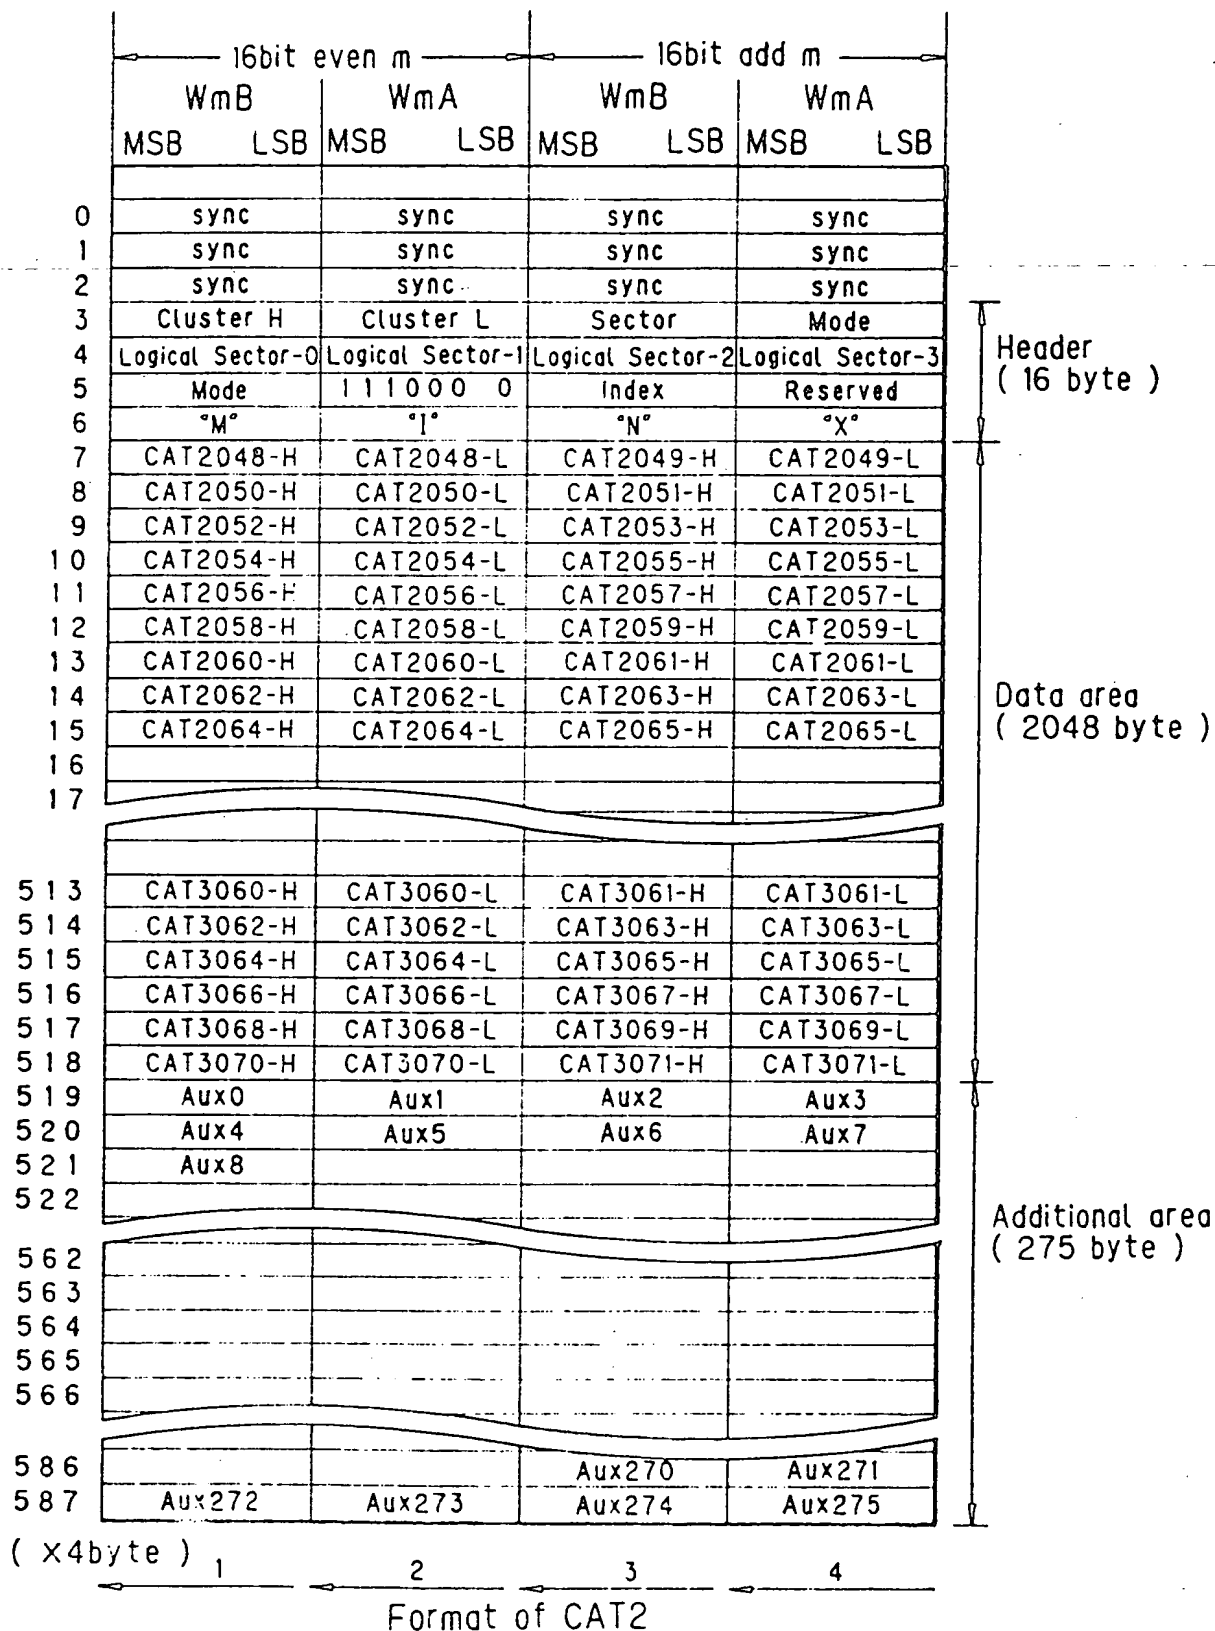 16bit even m 16bit add m
WmB WmA WmB WmA
MSB LSB MSB LSB MSB LSB MSB LSB
0 sync sync sync sync
1 sync sync sync sync
2 sync sync sync sync
3 Cluster H Cluster L Sector Mode
4 Logical Sector-0 Logical Sector-1 Logical Sector-2 Logical Sector-3
Header
5 Mode 111000 0 Index Reserved
( 16 byte )
6 "M" "I" "N" "X"
7 CAT2048-H CAT2048-L CAT2049-H CAT2049-L
8 CAT2050-H CAT2050-L CAT2051-H CAT2051-L
9 CAT2052-H CAT2052-L CAT2053-H CAT2053-L
10 CAT2054-H CAT2054-L CAT2055-H CAT2055-L
11 CAT2056-H CAT2056-L CAT2057-H CAT2057-L
12 CAT2058-H CAT2058-L CAT2059-H CAT2059-L
13 CAT2060-H CAT2060-L CAT2061-H CAT2061-L
14 CAT2062-H CAT2062-L CAT2063-H CAT2063-L
Data area
15 CAT2064-H CAT2064-L CAT2065-H CAT2065-L
( 2048 byte )
16
17
513 CAT3060-H CAT3060-L CAT3061-H CAT3061-L
514 CAT3062-H CAT3062-L CAT3063-H CAT3063-L
515 CAT3064-H CAT3064-L CAT3065-H CAT3065-L
516 CAT3066-H CAT3066-L CAT3067-H CAT3067-L
517 CAT3068-H CAT3068-L CAT3069-H CAT3069-L
518 CAT3070-H CAT3070-L CAT3071-H CAT3071-L
519 Aux0 Aux1 Aux2 Aux3
520 Aux4 Aux5 Aux6 Aux7
521 Aux8
522
Additional area
( 275 byte )
562
563
564
565
566
586 Aux270 Aux271
587 Aux272 Aux273 Aux274 Aux275
( ×4byte )
1 2 3 4
Format of CAT2